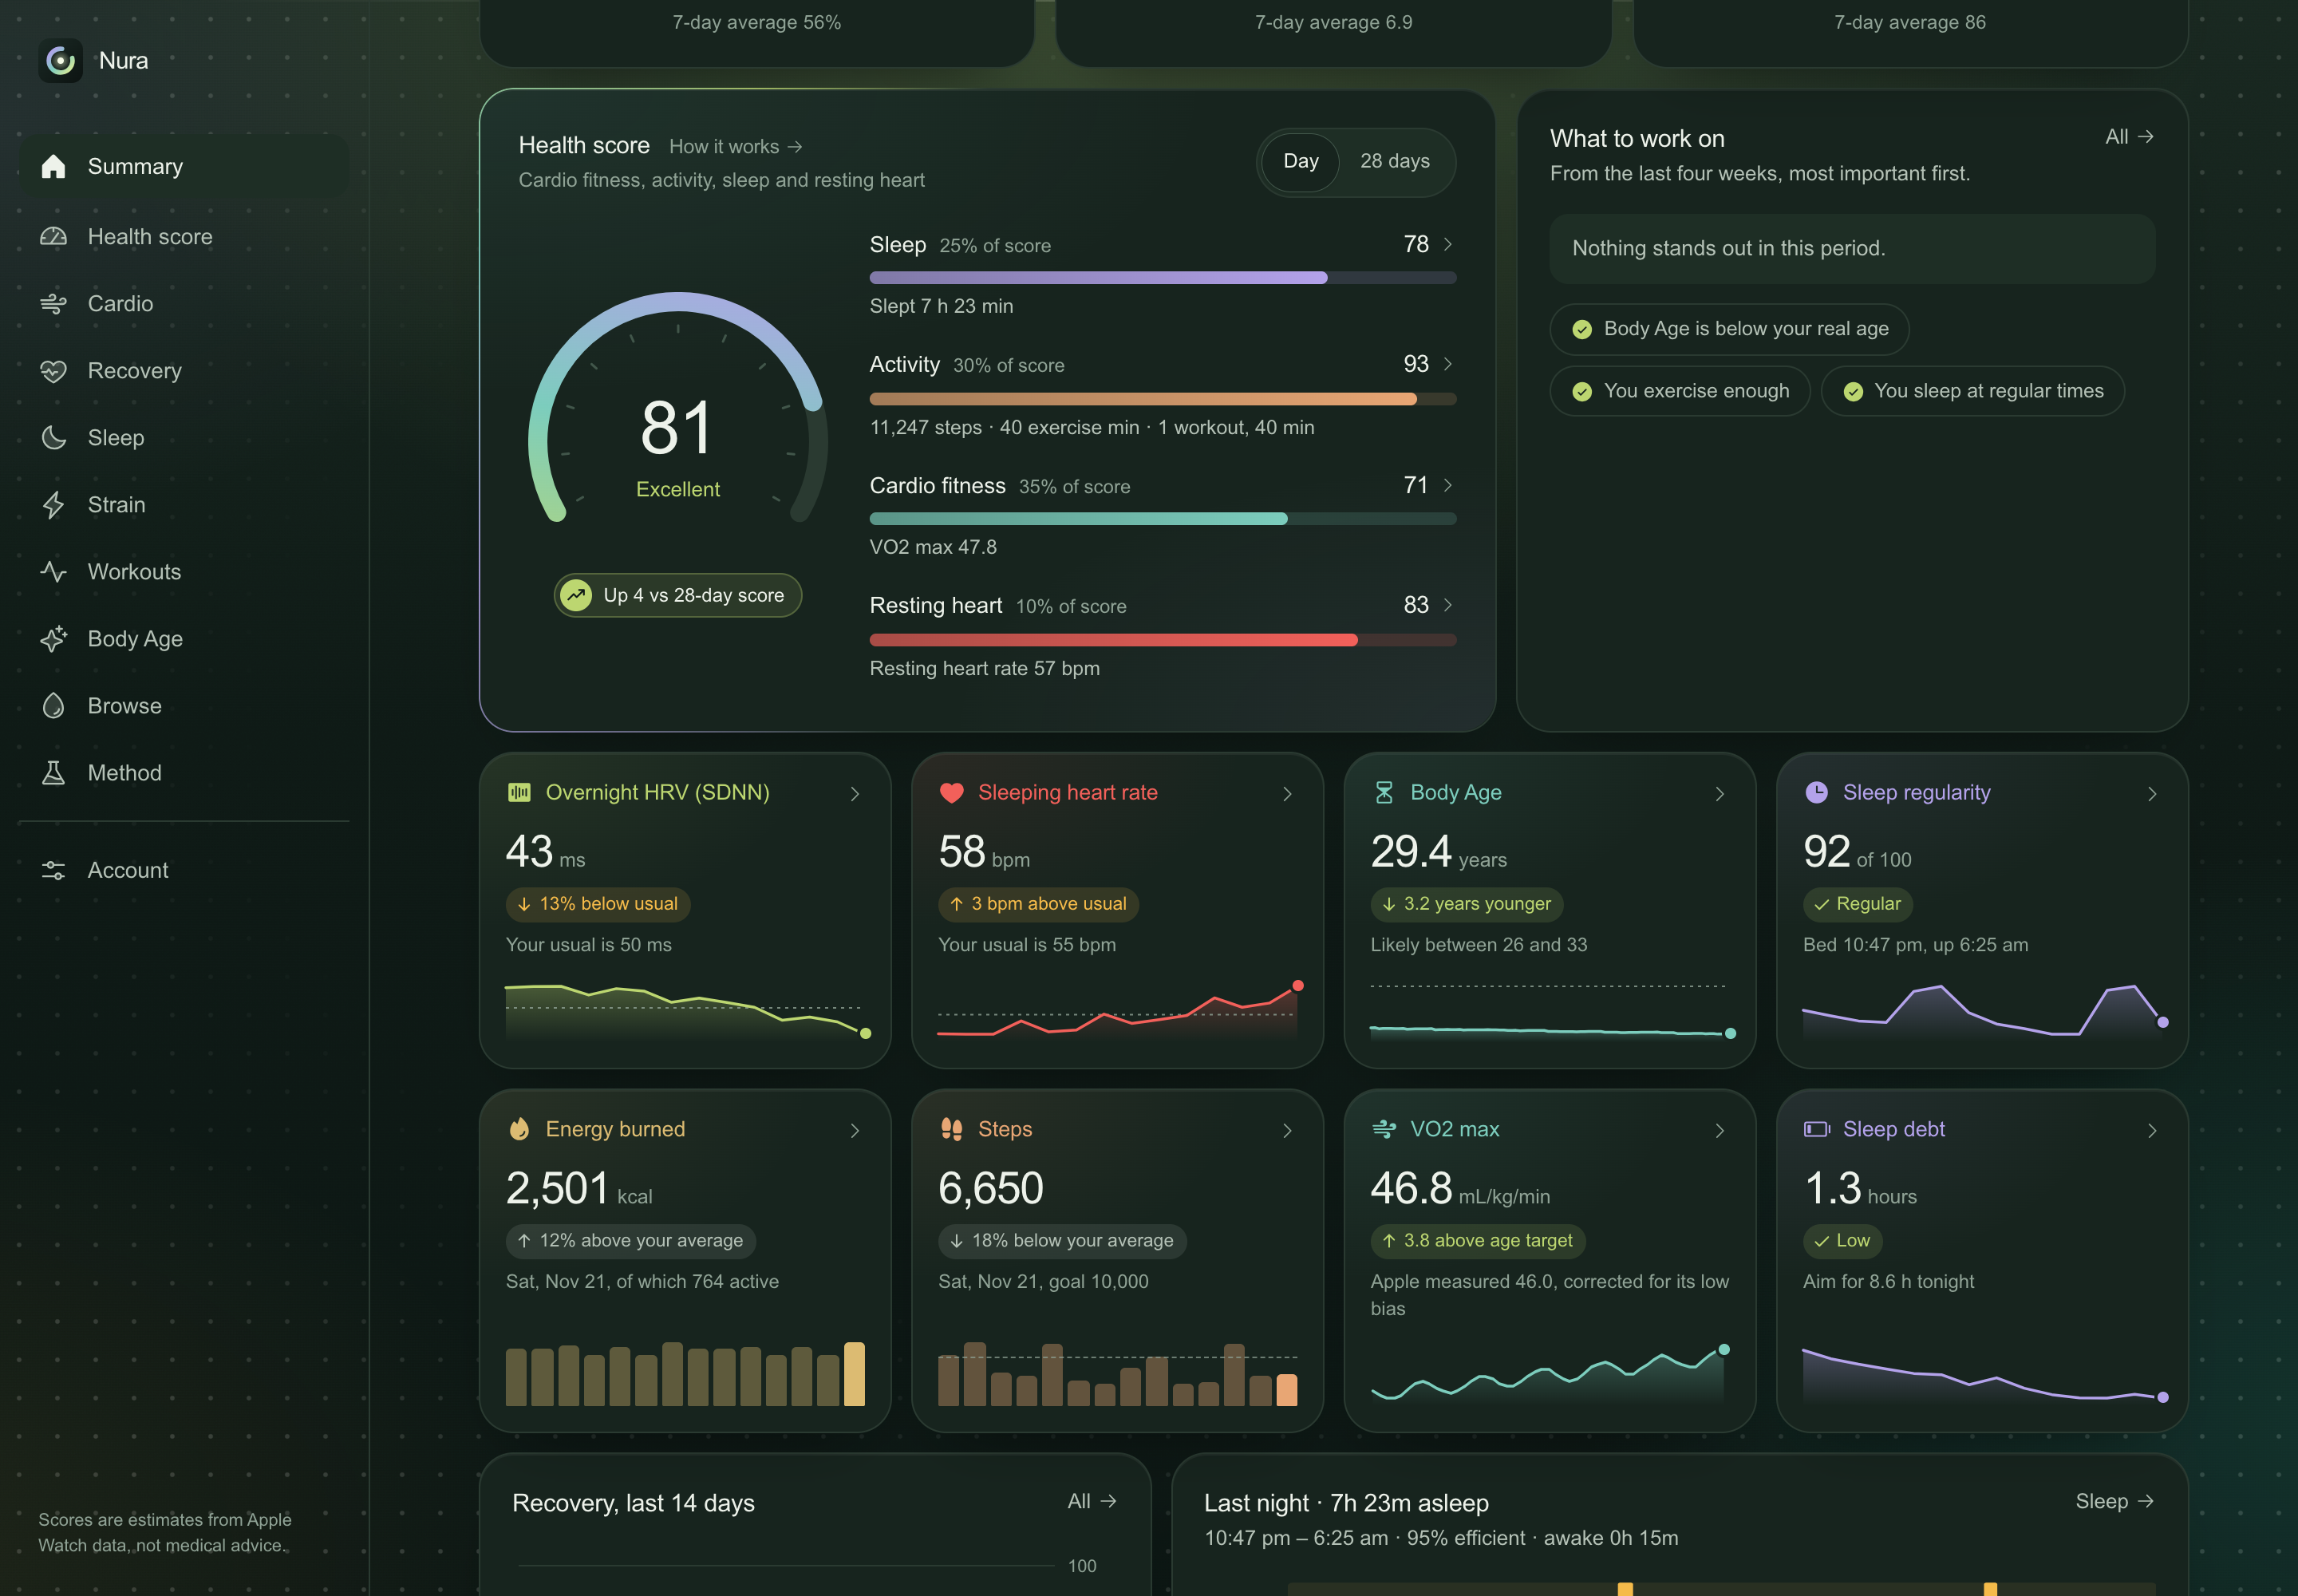 Nura
Summary
Health score
Cardio
Recovery
Sleep
Strain
Workouts
Body Age
Browse
Method
Account
Scores are estimates from Apple
Watch data, not medical advice.
7-day average 56%
7-day average 6.9
7-day average 86
Health score How it works →
Cardio fitness, activity, sleep and resting heart
Day 28 days
81
Excellent
Up 4 vs 28-day score
Sleep 25% of score 78
Slept 7 h 23 min
Activity 30% of score 93
11,247 steps · 40 exercise min · 1 workout, 40 min
Cardio fitness 35% of score 71
VO2 max 47.8
Resting heart 10% of score 83
Resting heart rate 57 bpm
What to work on All →
From the last four weeks, most important first.
Nothing stands out in this period.
Body Age is below your real age
You exercise enough
You sleep at regular times
Overnight HRV (SDNN)
43 ms
↓ 13% below usual
Your usual is 50 ms
Sleeping heart rate
58 bpm
↑ 3 bpm above usual
Your usual is 55 bpm
Body Age
29.4 years
↓ 3.2 years younger
Likely between 26 and 33
Sleep regularity
92 of 100
✓ Regular
Bed 10:47 pm, up 6:25 am
Energy burned
2,501 kcal
↑ 12% above your average
Sat, Nov 21, of which 764 active
Steps
6,650
↓ 18% below your average
Sat, Nov 21, goal 10,000
VO2 max
46.8 mL/kg/min
↑ 3.8 above age target
Apple measured 46.0, corrected for its low
bias
Sleep debt
1.3 hours
✓ Low
Aim for 8.6 h tonight
Recovery, last 14 days All →
100
Last night · 7h 23m asleep Sleep →
10:47 pm – 6:25 am · 95% efficient · awake 0h 15m